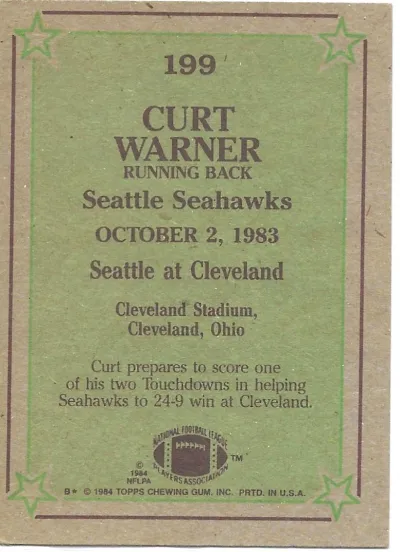 199
CURT
WARNER
RUNNING BACK
Seattle Seahawks
OCTOBER 2, 1983
Seattle at Cleveland
Cleveland Stadium,
Cleveland, Ohio
Curt prepares to score one
of his two Touchdowns in helping
Seahawks to 24-9 win at Cleveland.
NATIONAL FOOTBALL LEAGUE
PLAYERS ASSOCIATION
TM
©
1984
NFLPA
B* © 1984 TOPPS CHEWING GUM, INC. PRTD. IN U.S.A.